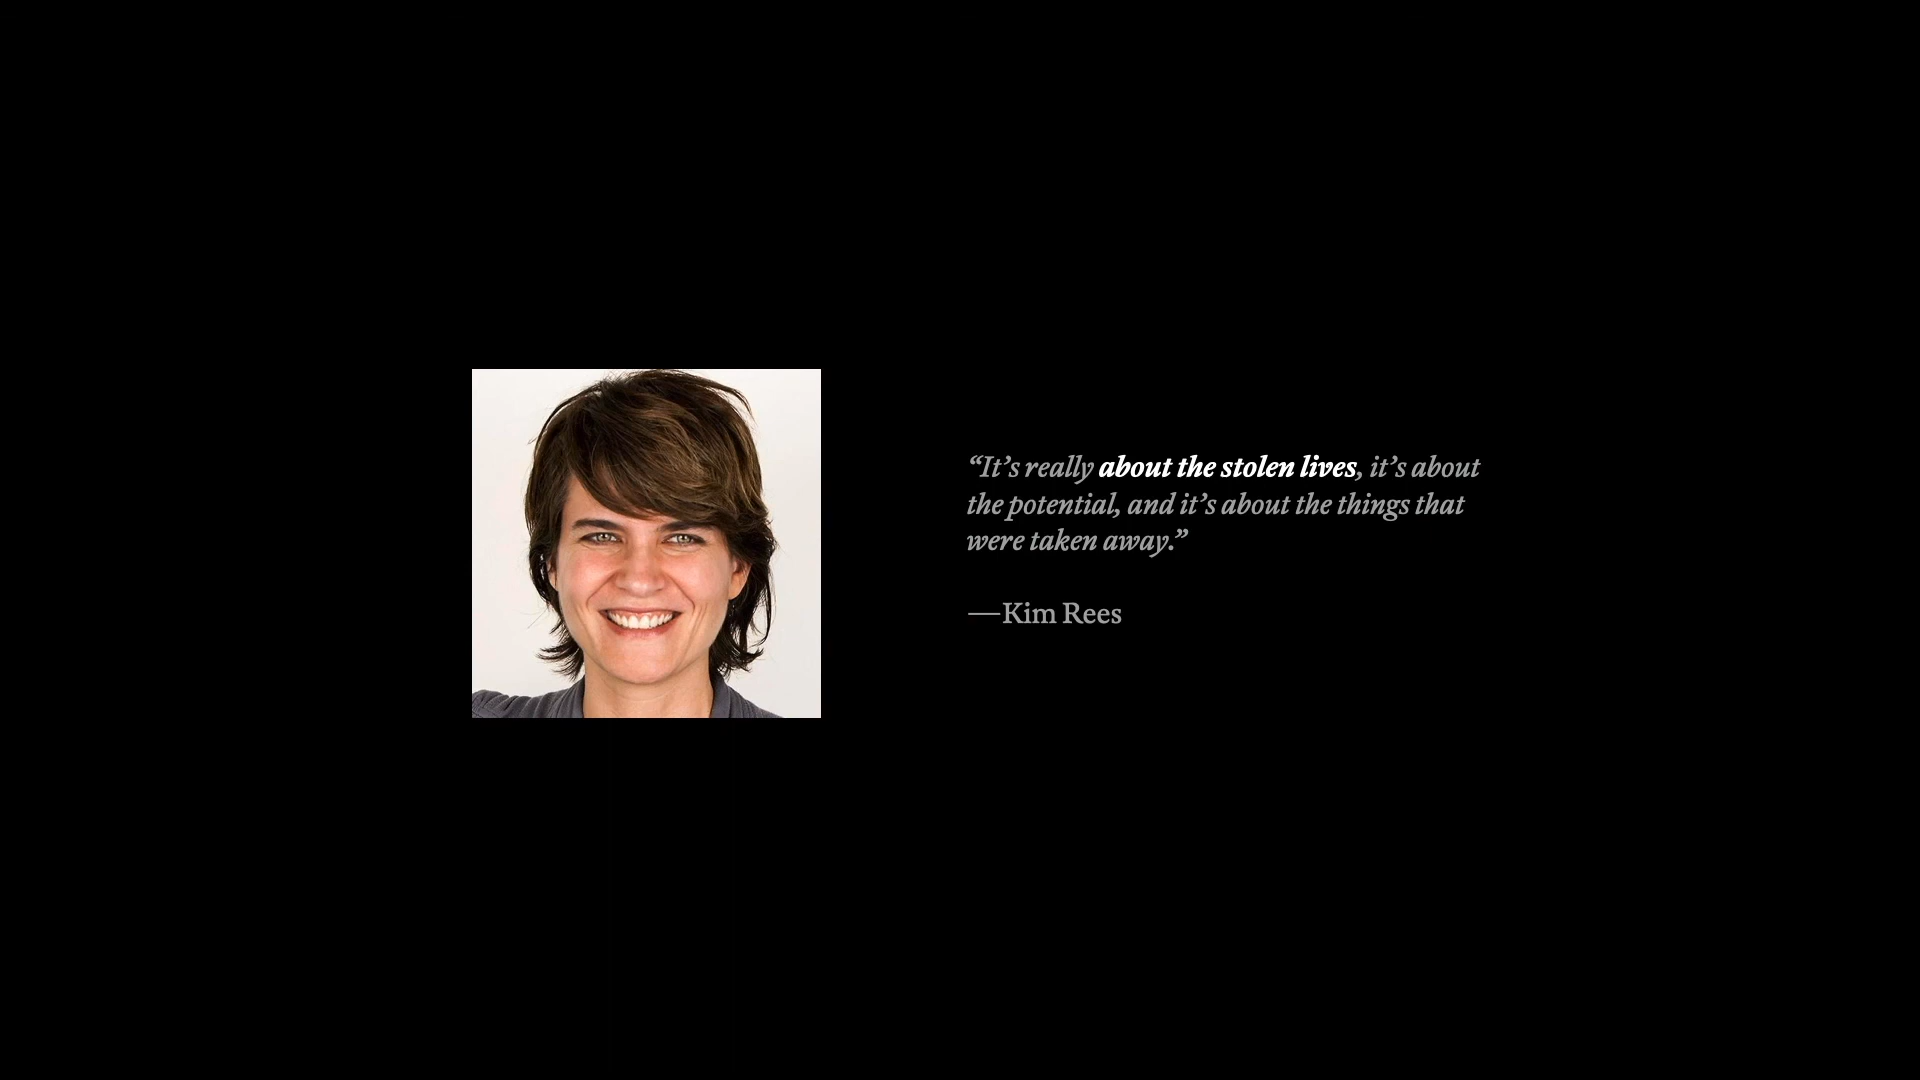 “It’s really about the stolen lives, it’s about
the potential, and it’s about the things that
were taken away.”
—Kim Rees